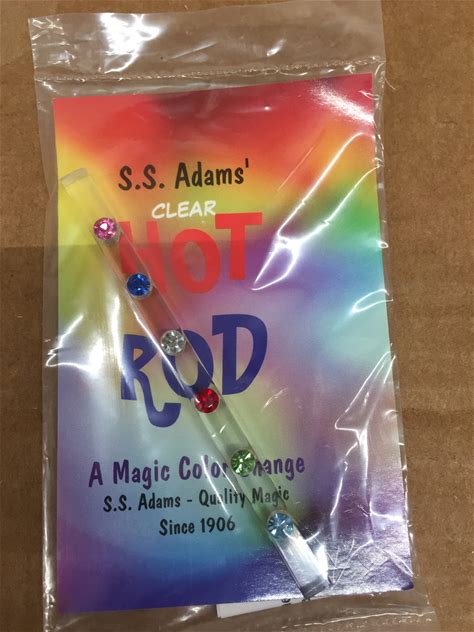 S.S. Adams'
CLEAR
HOT
ROD
A Magic Color Change
S.S. Adams - Quality Magic
Since 1906